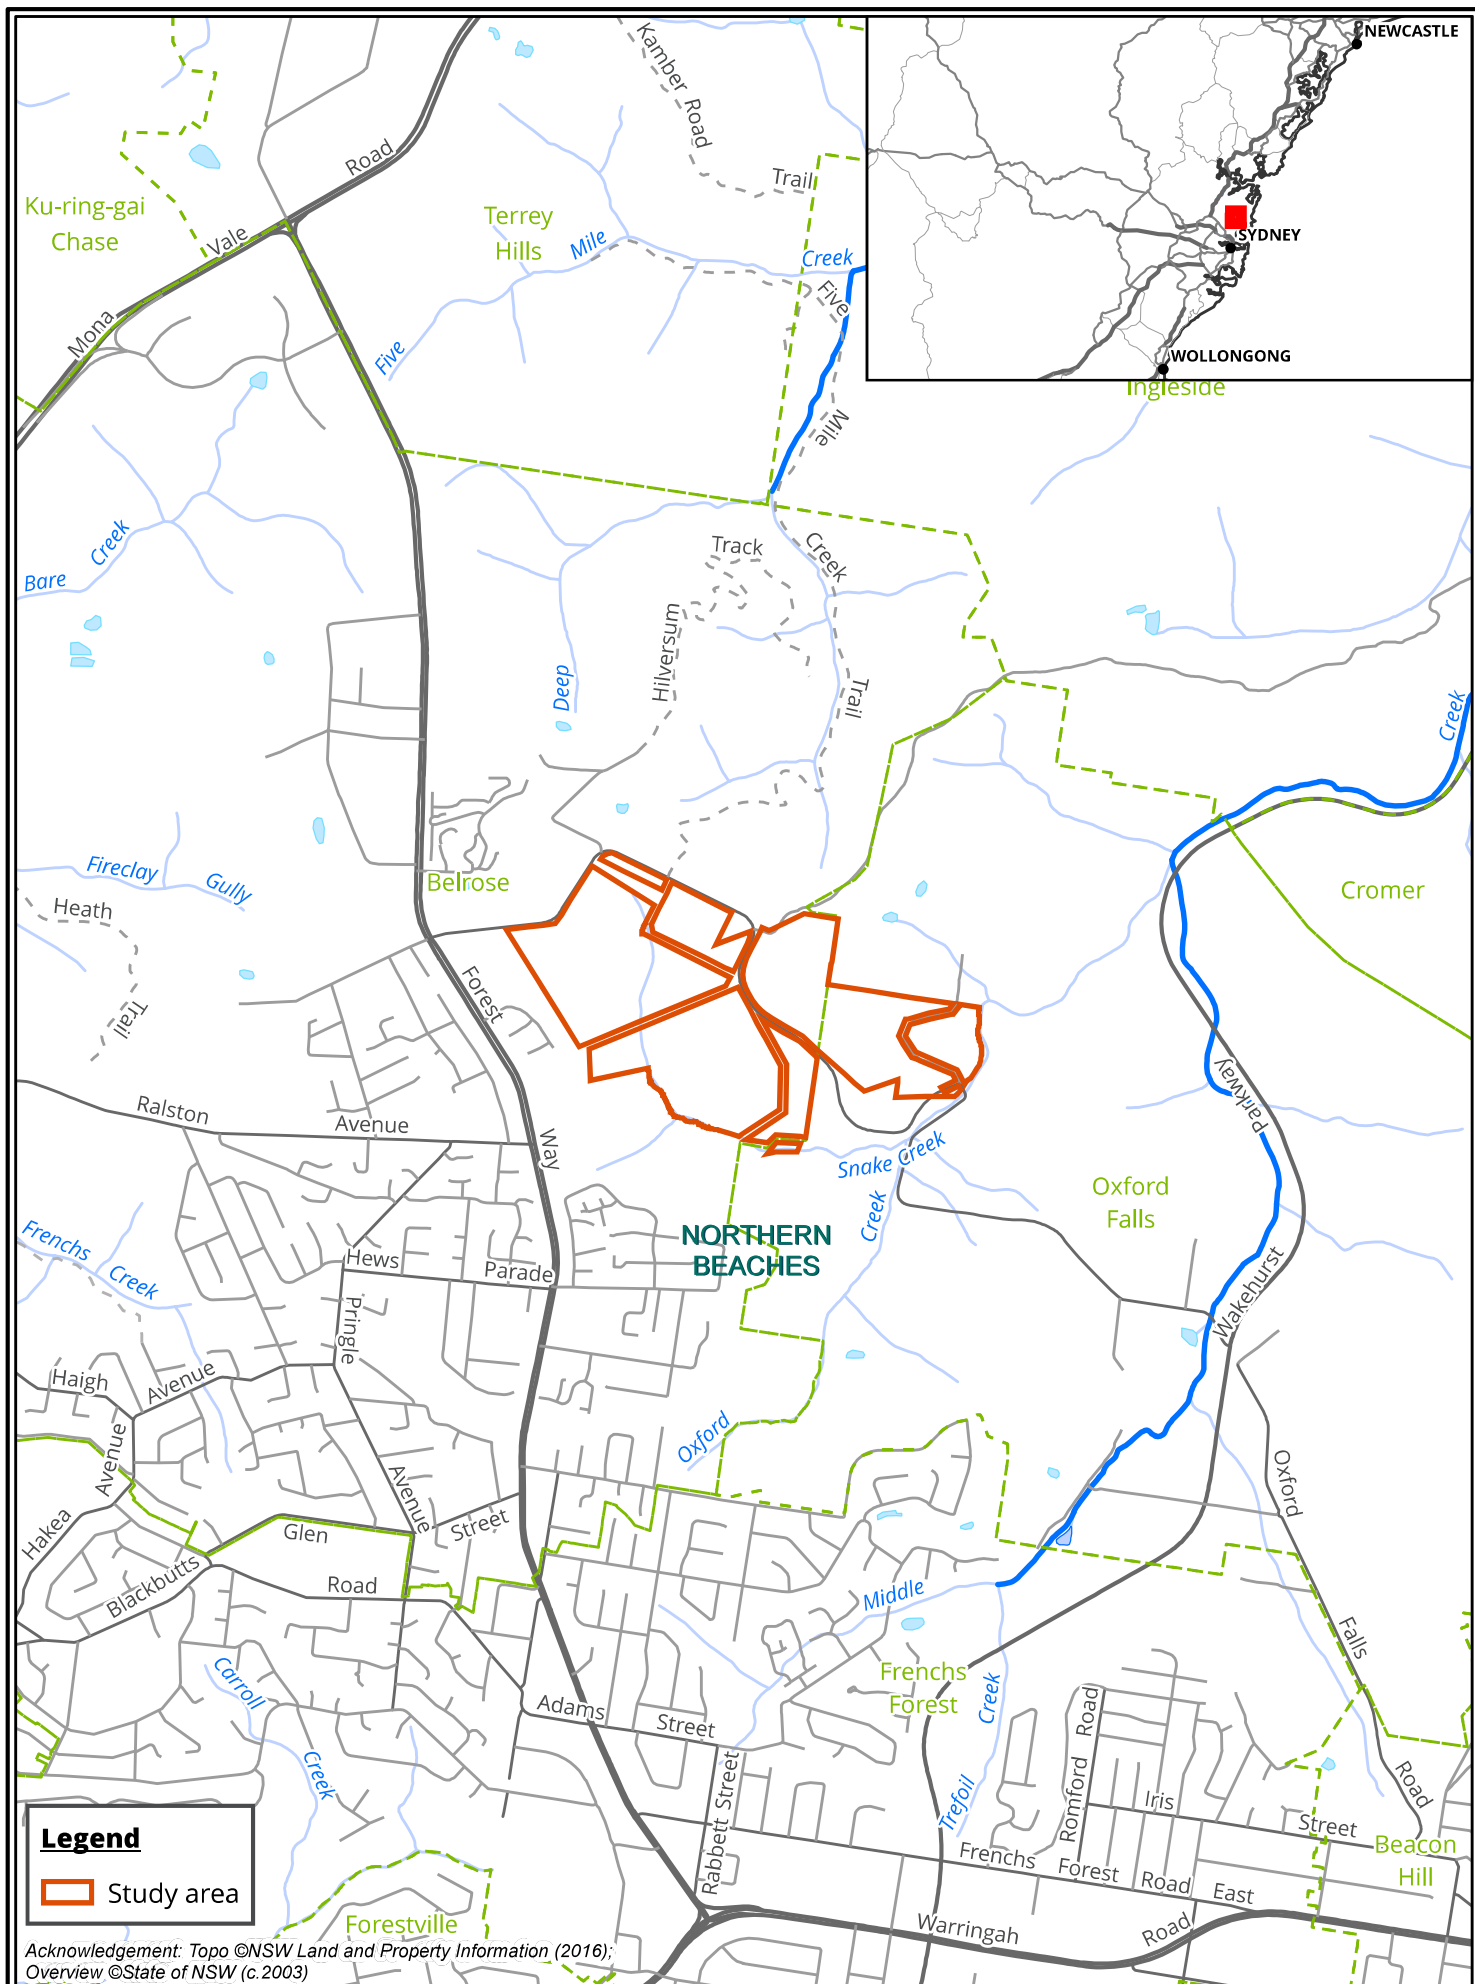 Kamber Road
Trail
NEWCASTLE
SYDNEY
WOLLONGONG
Ingleside
Road
Vale
Mona
Ku-ring-gai
Chase
Terrey
Hills
Five
Mile
Creek
Five
Mile
Creek
Trail
Track
Hilversum
Deep
Bare
Creek
Creek
Fireclay
Gully
Heath
Trail
Belrose
Cromer
Forest
Way
Ralston
Avenue
Parkway
Snake Creek
Creek
Oxford
Oxford
Falls
NORTHERN
BEACHES
Frenchs
Creek
Hews
Parade
Pringle
Avenue
Wakehurst
Haigh
Avenue
Avenue
Hakea
Glen
Street
Blackbutts
Road
Oxford
Falls
Road
Middle
Creek
Frenchs
Forest
Carroll
Creek
Adams
Street
Rabbett Street
Trefoil
Romford Road
Iris
Street
Frenchs
Forest
Road
East
Beacon
Hill
Warringah
Road
Forestville
Legend
Study area
Acknowledgement: Topo ©NSW Land and Property Information (2016);
Overview ©State of NSW (c.2003)